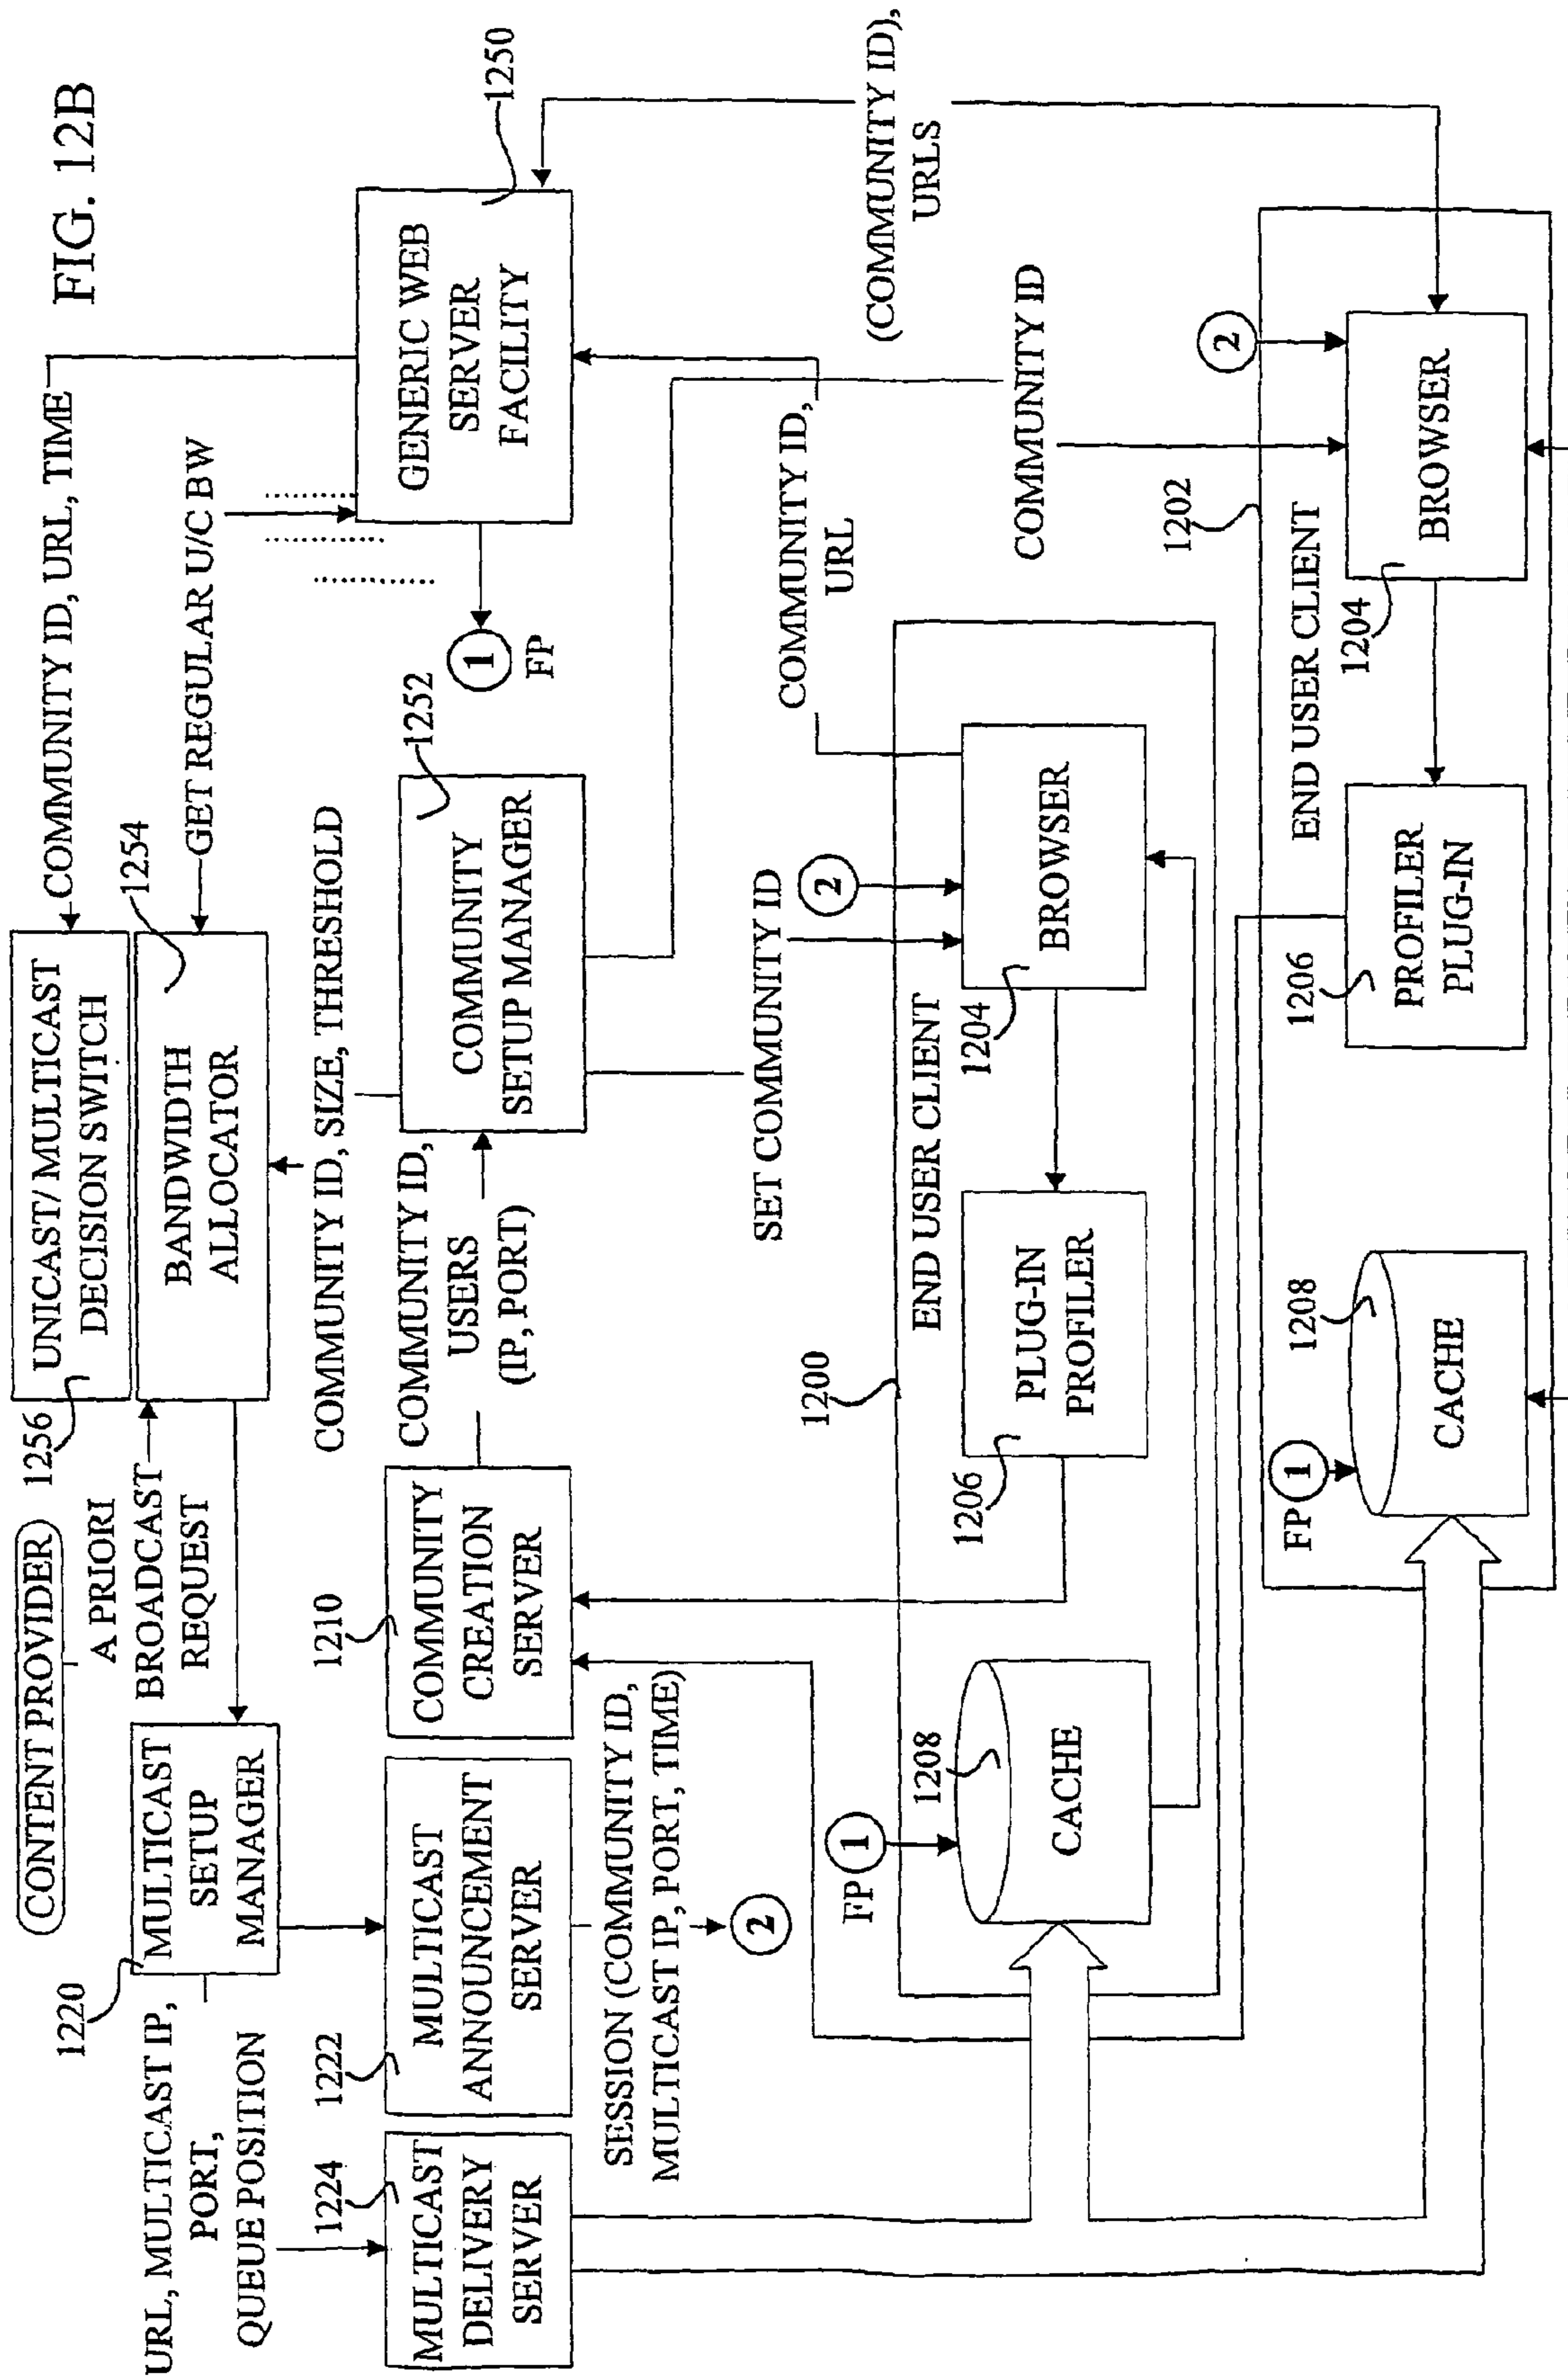 FIG. 12B
CONTENT PROVIDER
A PRIORI
BROADCAST
REQUEST
1256
UNICAST/ MULTICAST
DECISION SWITCH
COMMUNITY ID, URL, TIME
BANDWIDTH
ALLOCATOR
1254
GET REGULAR U/C BW
1220
MULTICAST
SETUP
MANAGER
URL, MULTICAST IP,
PORT,
QUEUE POSITION
COMMUNITY ID, SIZE, THRESHOLD
1224
MULTICAST
DELIVERY
SERVER
1222
MULTICAST
ANNOUNCEMENT
SERVER
1210
COMMUNITY
CREATION
SERVER
COMMUNITY ID,
USERS
(IP, PORT)
COMMUNITY
SETUP MANAGER
1252
1
FP
GENERIC WEB
SERVER
FACILITY
1250
SESSION (COMMUNITY ID,
MULTICAST IP, PORT, TIME)
2
SET COMMUNITY ID
COMMUNITY ID,
URL
(COMMUNITY ID),
URLS
1200
END USER CLIENT
FP
1
1208
CACHE
1206
PLUG-IN
PROFILER
1204
BROWSER
2
COMMUNITY ID
1202
END USER CLIENT
FP
1
1208
CACHE
1206
PROFILER
PLUG-IN
1204
BROWSER
2